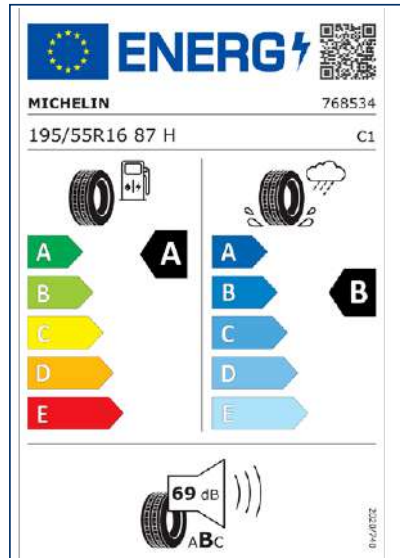 ENERG
MICHELIN 768534
195/55R16 87 H C1
A A
B
C
D
E
A
B B
C
D
E
69 dB
ABC
2020/740